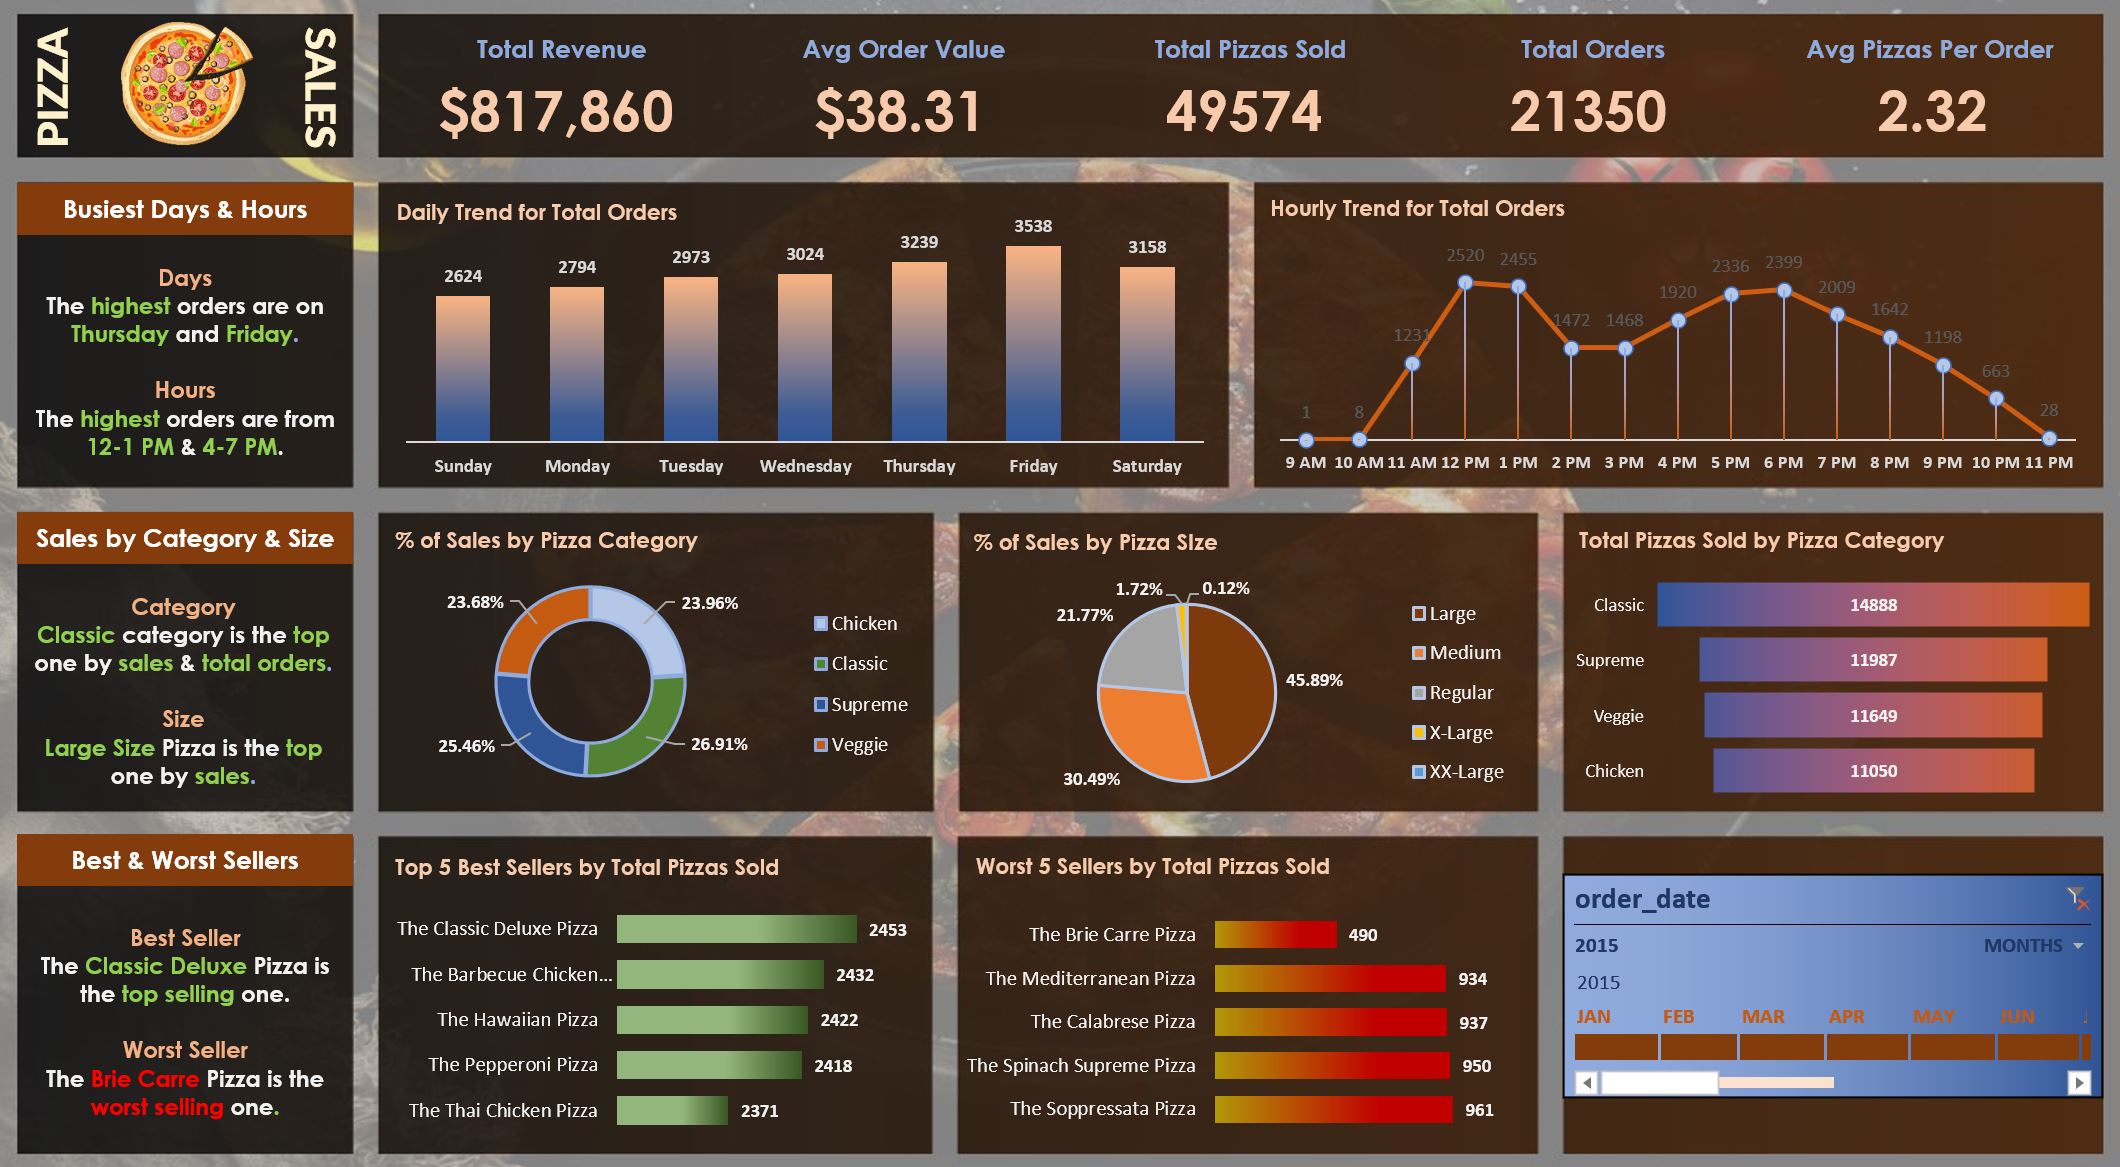 PIZZA
SALES
Total Revenue
$817,860
Avg Order Value
$38.31
Total Pizzas Sold
49574
Total Orders
21350
Avg Pizzas Per Order
2.32
Busiest Days & Hours
Days
The highest orders are on
Thursday and Friday.
Hours
The highest orders are from
12-1 PM & 4-7 PM.
Daily Trend for Total Orders
2624
2794
2973
3024
3239
3538
3158
Sunday
Monday
Tuesday
Wednesday
Thursday
Friday
Saturday
Hourly Trend for Total Orders
1
8
1231
2520
2455
1472
1468
1920
2336
2399
2009
1642
1198
663
28
9 AM
10 AM
11 AM
12 PM
1 PM
2 PM
3 PM
4 PM
5 PM
6 PM
7 PM
8 PM
9 PM
10 PM
11 PM
Sales by Category & Size
Category
Classic category is the top
one by sales & total orders.
Size
Large Size Pizza is the top
one by sales.
% of Sales by Pizza Category
23.68%
23.96%
25.46%
26.91%
Chicken
Classic
Supreme
Veggie
% of Sales by Pizza SIze
1.72%
0.12%
21.77%
45.89%
30.49%
Large
Medium
Regular
X-Large
XX-Large
Total Pizzas Sold by Pizza Category
Classic
14888
Supreme
11987
Veggie
11649
Chicken
11050
Best & Worst Sellers
Best Seller
The Classic Deluxe Pizza is
the top selling one.
Worst Seller
The Brie Carre Pizza is the
worst selling one.
Top 5 Best Sellers by Total Pizzas Sold
The Classic Deluxe Pizza
2453
The Barbecue Chicken...
2432
The Hawaiian Pizza
2422
The Pepperoni Pizza
2418
The Thai Chicken Pizza
2371
Worst 5 Sellers by Total Pizzas Sold
The Brie Carre Pizza
490
The Mediterranean Pizza
934
The Calabrese Pizza
937
The Spinach Supreme Pizza
950
The Soppressata Pizza
961
order_date
2015
MONTHS
2015
JAN
FEB
MAR
APR
MAY
JUN